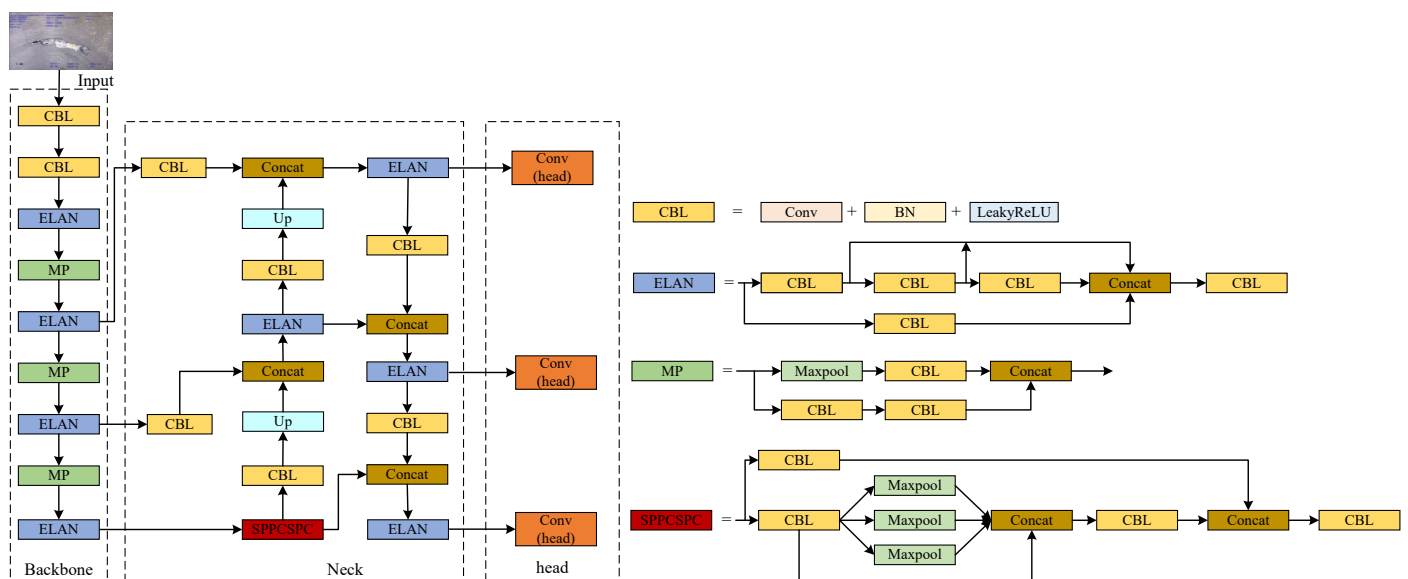 Input
CBL
CBL
ELAN
MP
ELAN
MP
ELAN
MP
ELAN
Backbone
CBL
Concat
ELAN
Up
CBL
CBL
ELAN
Concat
Concat
ELAN
CBL
Up
CBL
CBL
Concat
SPPCSPC
ELAN
Neck
Conv
(head)
Conv
(head)
Conv
(head)
head
CBL = Conv + BN + LeakyReLU
ELAN = CBL CBL CBL Concat CBL
CBL
MP = Maxpool CBL Concat
CBL CBL
CBL
Maxpool
SPPCSPC = CBL Maxpool Concat CBL Concat CBL
Maxpool